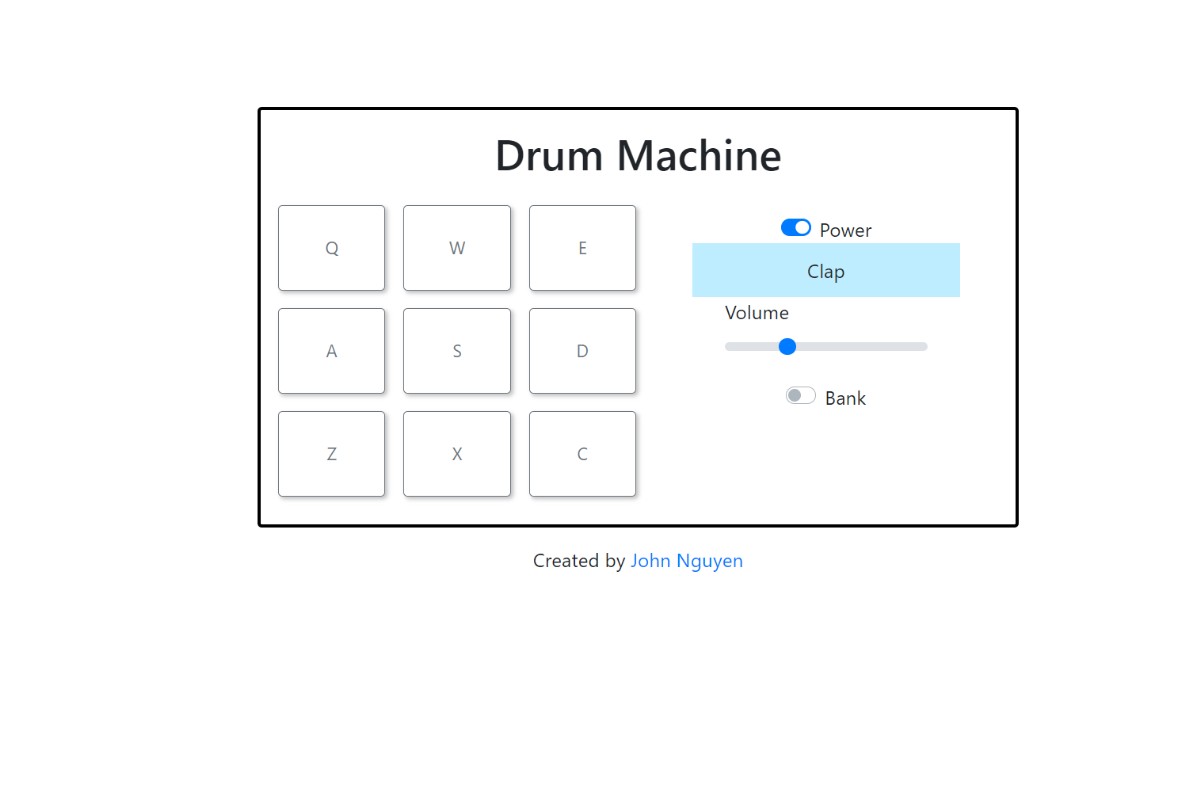 Drum Machine
Q W E
A S D
Z X C
Power
Clap
Volume
Bank
Created by John Nguyen